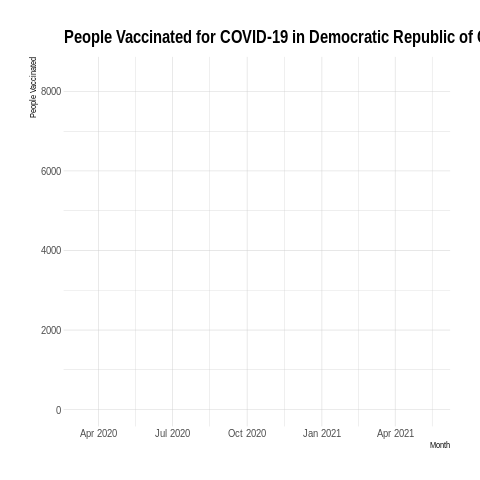 People Vaccinated for COVID-19 in Democratic Republic of
People Vaccinated
8000
6000
4000
2000
0
Apr 2020 Jul 2020 Oct 2020 Jan 2021 Apr 2021
Month